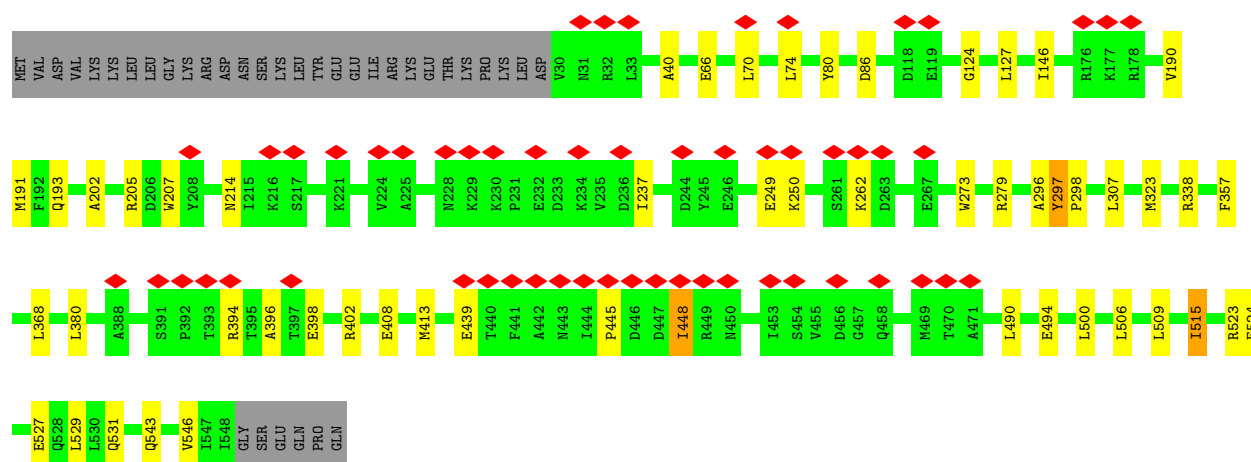 MET VAL ASP VAL LYS LYS LEU LEU GLY LYS ARG ASP ASN SER LYS LEU TYR GLU GLU ILE ARG LYS GLU THR LYS PRO LYS LEU ASP V30 N31 R32 L33 A40 E66 L70 L74 Y80 D86 D118 E119 G124 L127 I146 R176 K177 R178 V190
M191 F192 Q193 A202 R205 D206 W207 Y208 N214 I215 K216 S217 K221 V224 A225 N228 K229 K230 P231 E232 D233 K234 V235 D236 I237 D244 Y245 E246 E249 K250 S261 K262 D263 E267 W273 R279 A296 Y297 P298 L307 M323 R338 F357
L368 L380 A388 S391 P392 T393 R394 T395 A396 T397 E398 R402 E408 M413 E439 T440 F441 A442 N443 I444 P445 D446 D447 I448 R449 N450 I453 S454 V455 D456 G457 Q458 M469 T470 A471 L490 E494 L500 L506 L509 I515 R523
E527 Q528 L529 L530 Q531 Q543 V546 I547 I548 GLY SER GLU GLN PRO GLN